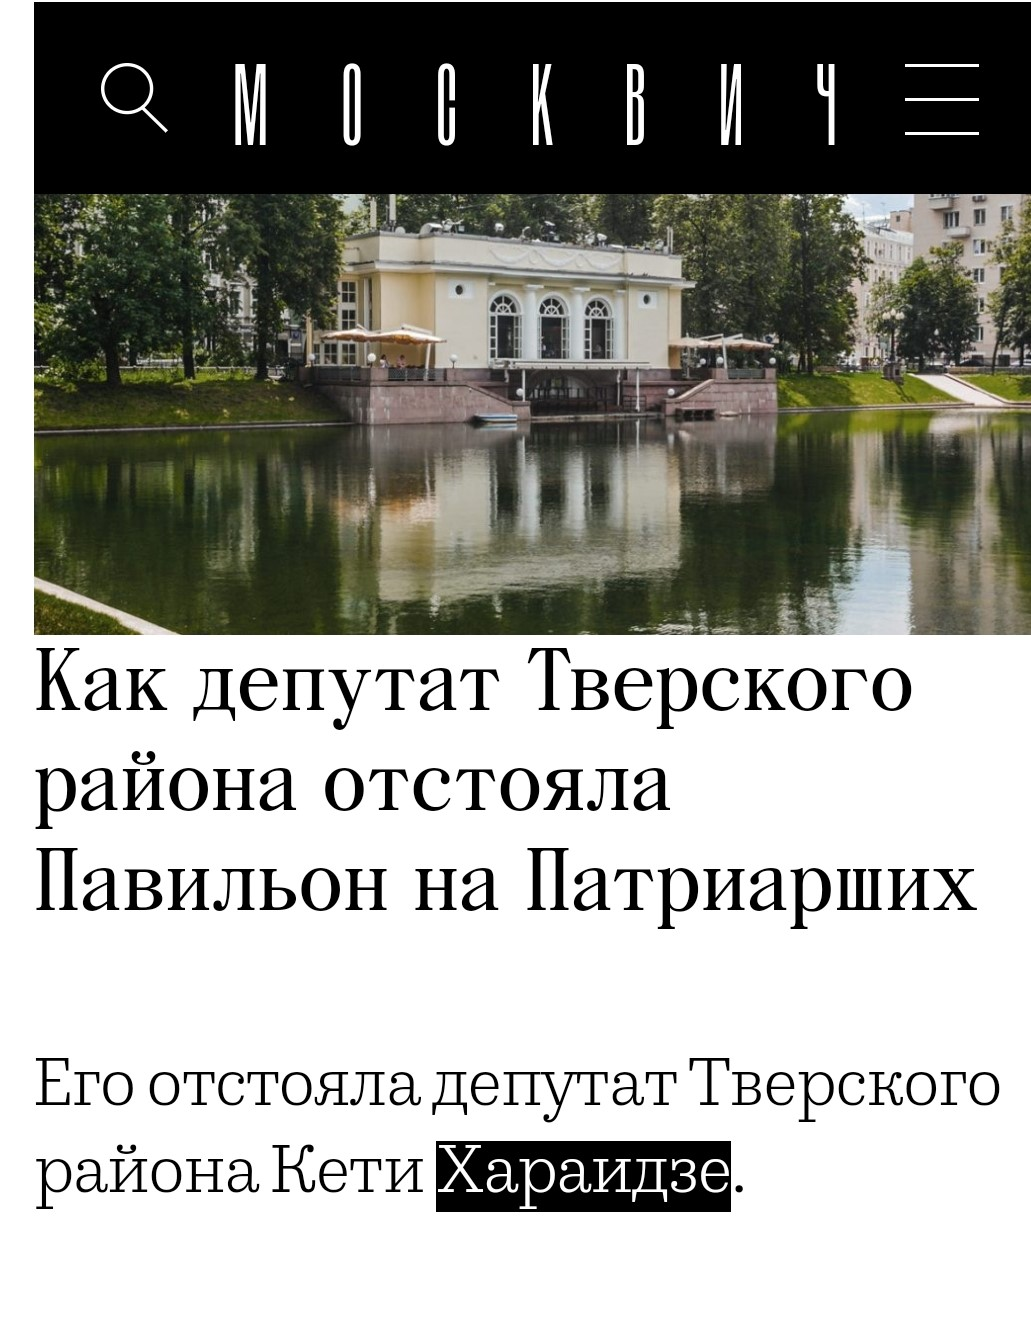 МОСКВИЧ
Как депутат Тверского
района отстояла
Павильон на Патриарших
Его отстояла депутат Тверского
района Кети Хараидзе.